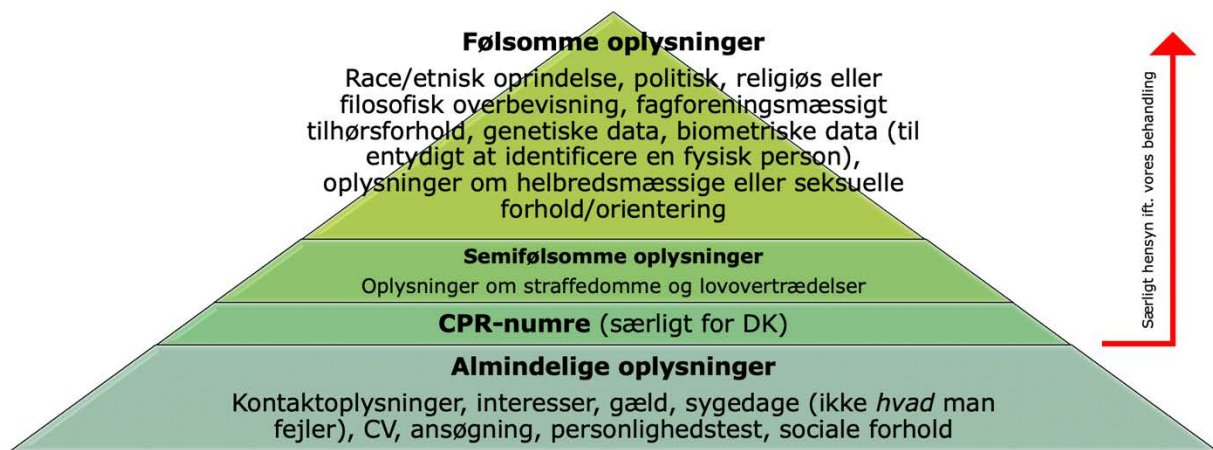 Følsomme oplysninger
Race/etnisk oprindelse, politisk, religiøs eller
filosofisk overbevisning, fagforeningsmæssigt
tilhørsforhold, genetiske data, biometriske data (til
entydigt at identificere en fysisk person),
oplysninger om helbredsmæssige eller seksuelle
forhold/orientering
Semifølsomme oplysninger
Oplysninger om straffedomme og lovovertrædelser
CPR-numre (særligt for DK)
Almindelige oplysninger
Kontaktoplysninger, interesser, gæld, sygedage (ikke hvad man
fejler), CV, ansøgning, personlighedstest, sociale forhold
Særligt hensyn ift. vores behandling